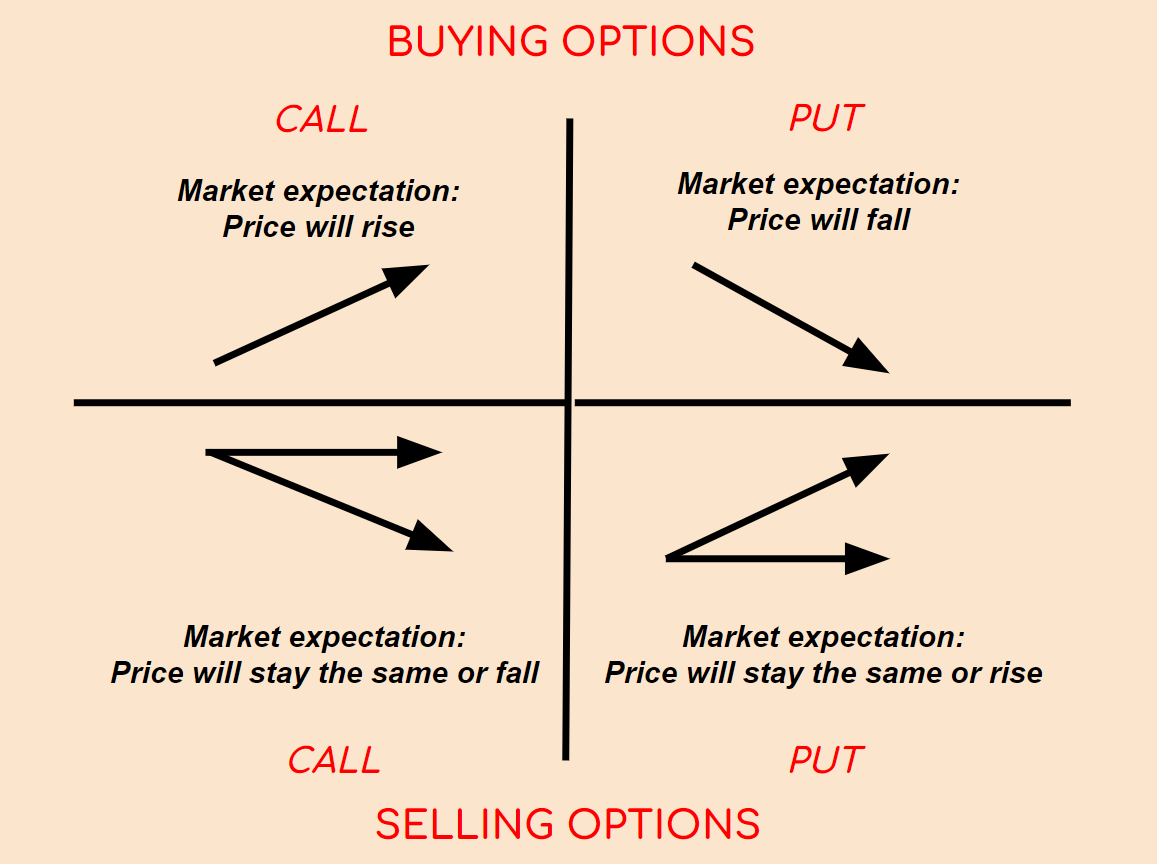 BUYING OPTIONS
CALL
PUT
Market expectation:
Price will rise
Market expectation:
Price will fall
Market expectation:
Price will stay the same or fall
Market expectation:
Price will stay the same or rise
CALL
PUT
SELLING OPTIONS